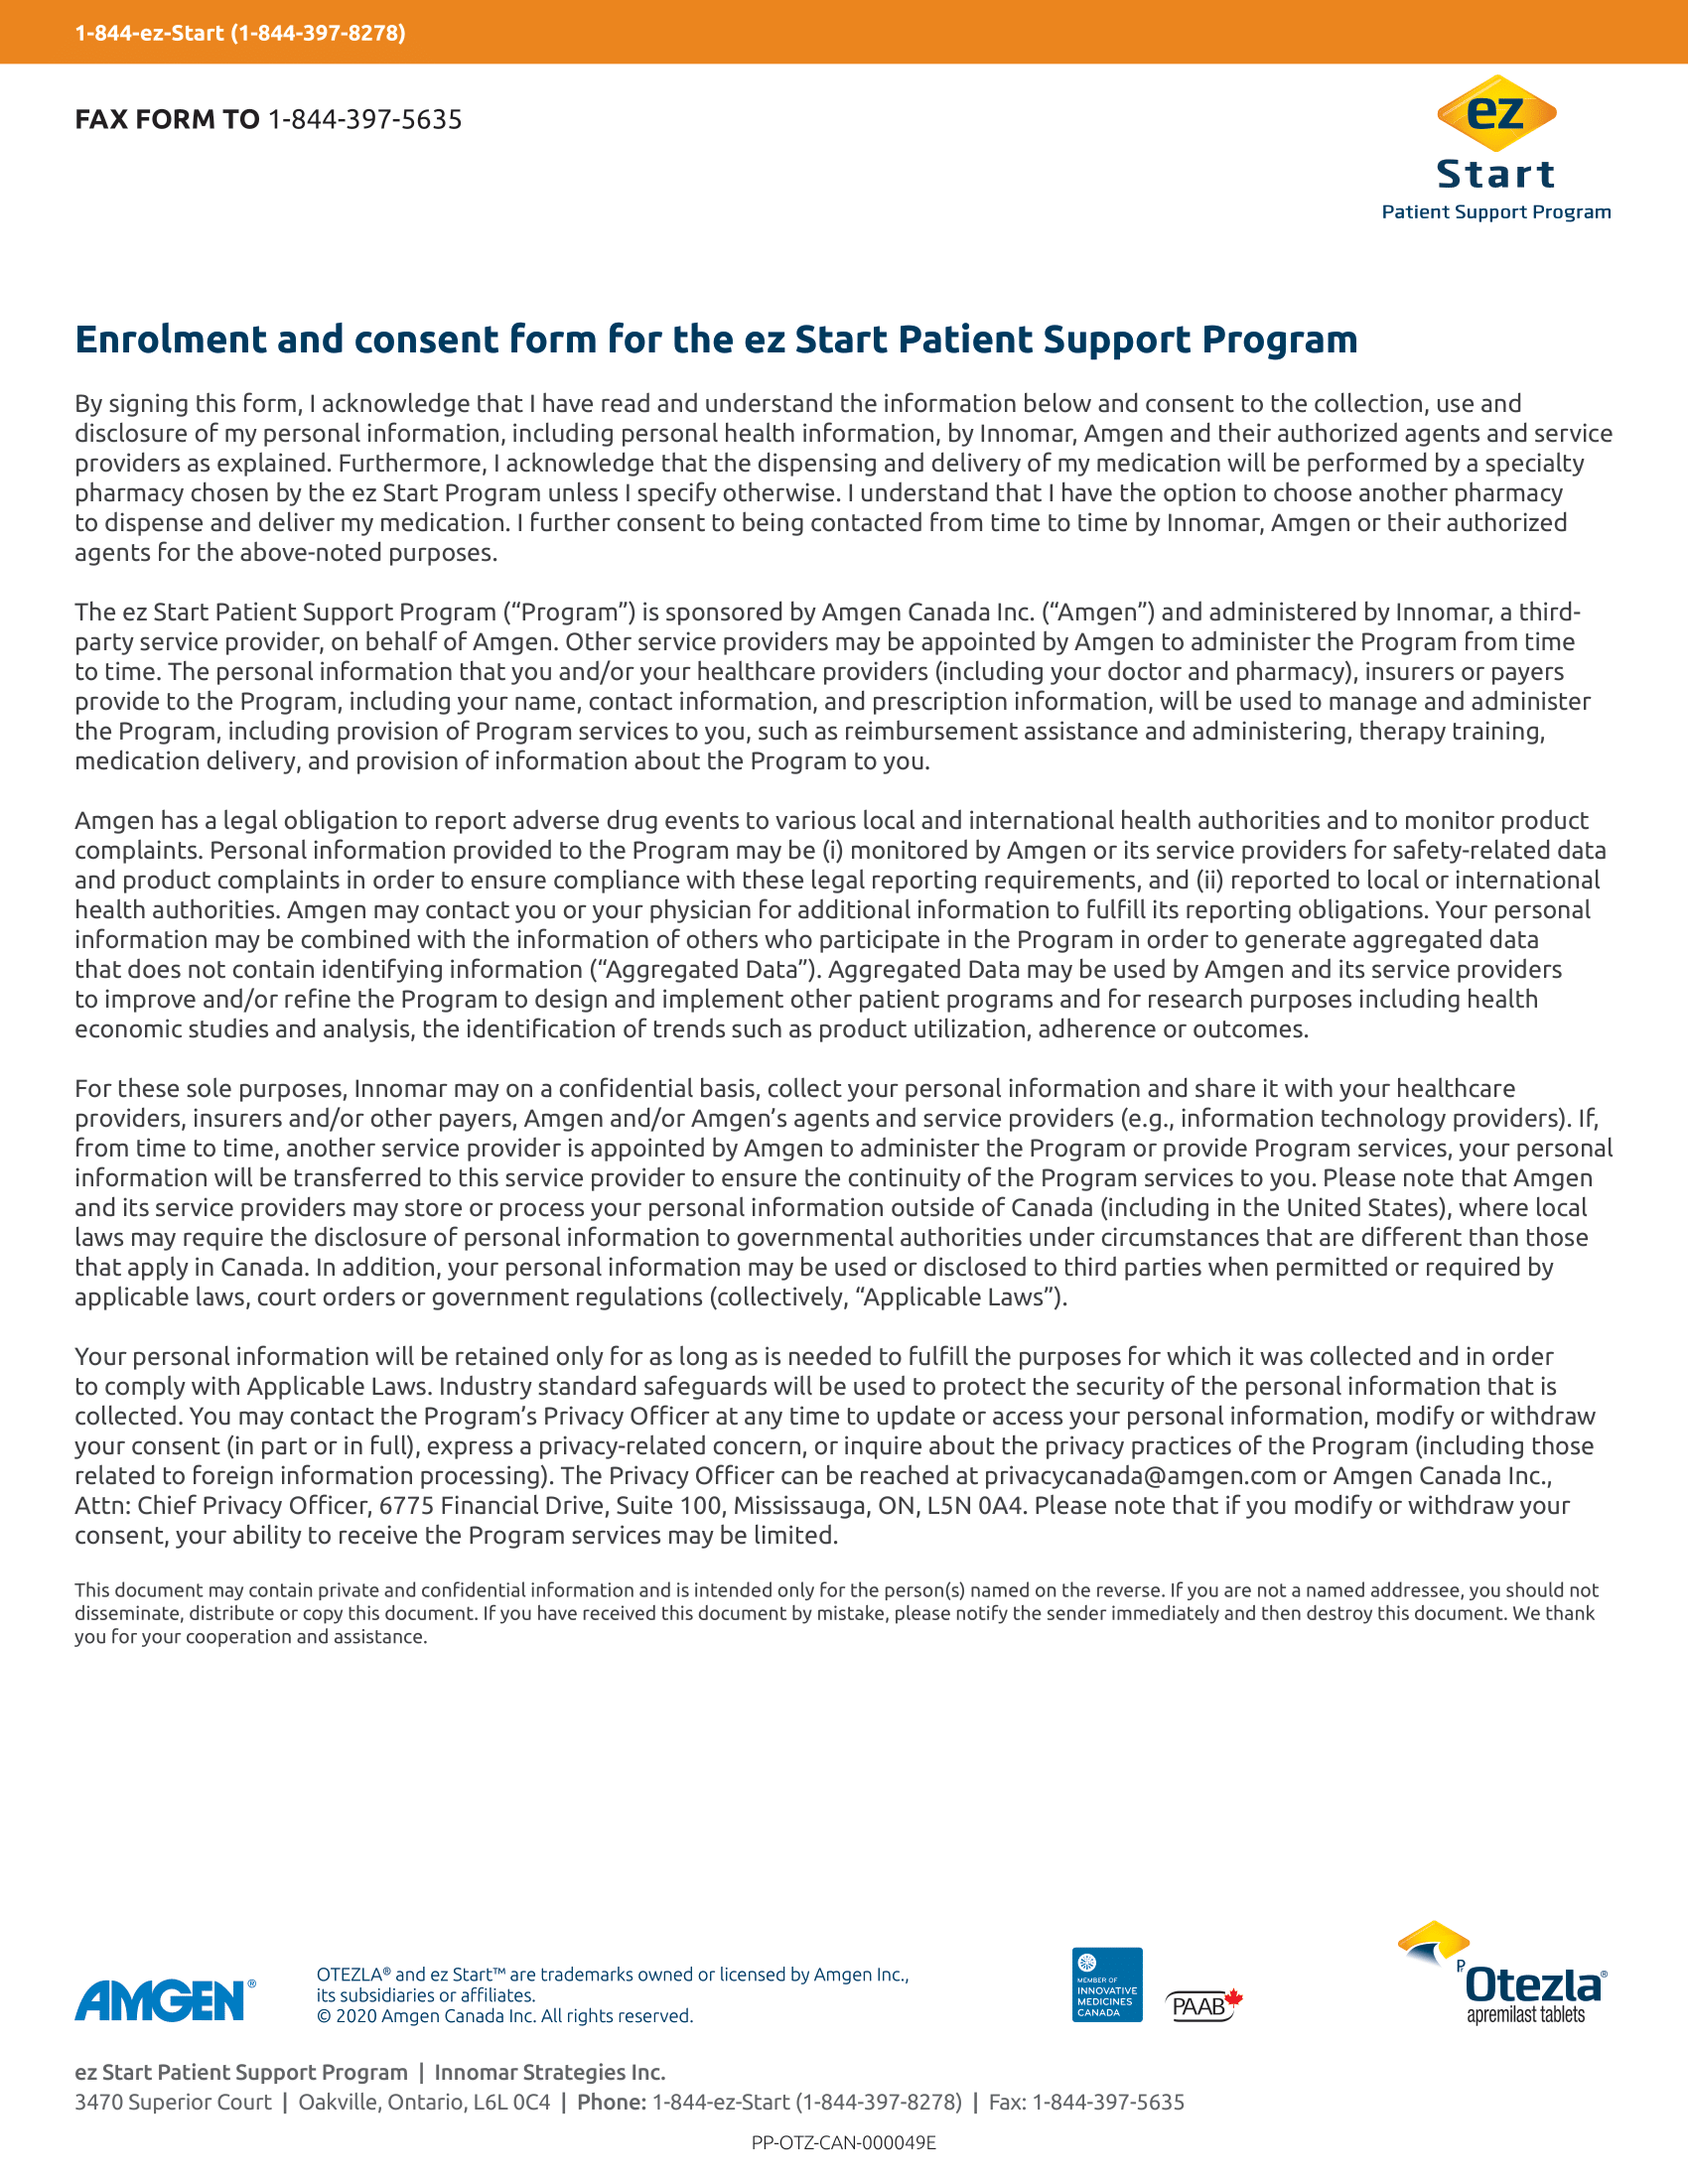 1-844-ez-Start (1-844-397-8278)
FAX FORM TO 1-844-397-5635
ez
Start
Patient Support Program
Enrolment and consent form for the ez Start Patient Support Program
By signing this form, I acknowledge that I have read and understand the information below and consent to the collection, use and
disclosure of my personal information, including personal health information, by Innomar, Amgen and their authorized agents and service
providers as explained. Furthermore, I acknowledge that the dispensing and delivery of my medication will be performed by a specialty
pharmacy chosen by the ez Start Program unless I specify otherwise. I understand that I have the option to choose another pharmacy
to dispense and deliver my medication. I further consent to being contacted from time to time by Innomar, Amgen or their authorized
agents for the above-noted purposes.
The ez Start Patient Support Program (“Program”) is sponsored by Amgen Canada Inc. (“Amgen”) and administered by Innomar, a third-
party service provider, on behalf of Amgen. Other service providers may be appointed by Amgen to administer the Program from time
to time. The personal information that you and/or your healthcare providers (including your doctor and pharmacy), insurers or payers
provide to the Program, including your name, contact information, and prescription information, will be used to manage and administer
the Program, including provision of Program services to you, such as reimbursement assistance and administering, therapy training,
medication delivery, and provision of information about the Program to you.
Amgen has a legal obligation to report adverse drug events to various local and international health authorities and to monitor product
complaints. Personal information provided to the Program may be (i) monitored by Amgen or its service providers for safety-related data
and product complaints in order to ensure compliance with these legal reporting requirements, and (ii) reported to local or international
health authorities. Amgen may contact you or your physician for additional information to fulfill its reporting obligations. Your personal
information may be combined with the information of others who participate in the Program in order to generate aggregated data
that does not contain identifying information (“Aggregated Data”). Aggregated Data may be used by Amgen and its service providers
to improve and/or refine the Program to design and implement other patient programs and for research purposes including health
economic studies and analysis, the identification of trends such as product utilization, adherence or outcomes.
For these sole purposes, Innomar may on a confidential basis, collect your personal information and share it with your healthcare
providers, insurers and/or other payers, Amgen and/or Amgen’s agents and service providers (e.g., information technology providers). If,
from time to time, another service provider is appointed by Amgen to administer the Program or provide Program services, your personal
information will be transferred to this service provider to ensure the continuity of the Program services to you. Please note that Amgen
and its service providers may store or process your personal information outside of Canada (including in the United States), where local
laws may require the disclosure of personal information to governmental authorities under circumstances that are different than those
that apply in Canada. In addition, your personal information may be used or disclosed to third parties when permitted or required by
applicable laws, court orders or government regulations (collectively, “Applicable Laws”).
Your personal information will be retained only for as long as is needed to fulfill the purposes for which it was collected and in order
to comply with Applicable Laws. Industry standard safeguards will be used to protect the security of the personal information that is
collected. You may contact the Program’s Privacy Officer at any time to update or access your personal information, modify or withdraw
your consent (in part or in full), express a privacy-related concern, or inquire about the privacy practices of the Program (including those
related to foreign information processing). The Privacy Officer can be reached at privacycanada@amgen.com or Amgen Canada Inc.,
Attn: Chief Privacy Officer, 6775 Financial Drive, Suite 100, Mississauga, ON, L5N 0A4. Please note that if you modify or withdraw your
consent, your ability to receive the Program services may be limited.
This document may contain private and confidential information and is intended only for the person(s) named on the reverse. If you are not a named addressee, you should not
disseminate, distribute or copy this document. If you have received this document by mistake, please notify the sender immediately and then destroy this document. We thank
you for your cooperation and assistance.
AMGEN®
OTEZLA® and ez Start™ are trademarks owned or licensed by Amgen Inc.,
its subsidiaries or affiliates.
© 2020 Amgen Canada Inc. All rights reserved.
MEMBER OF
INNOVATIVE
MEDICINES
CANADA
PAAB
Pr Otezla®
apremilast tablets
ez Start Patient Support Program | Innomar Strategies Inc.
3470 Superior Court | Oakville, Ontario, L6L 0C4 | Phone: 1-844-ez-Start (1-844-397-8278) | Fax: 1-844-397-5635
PP-OTZ-CAN-000049E